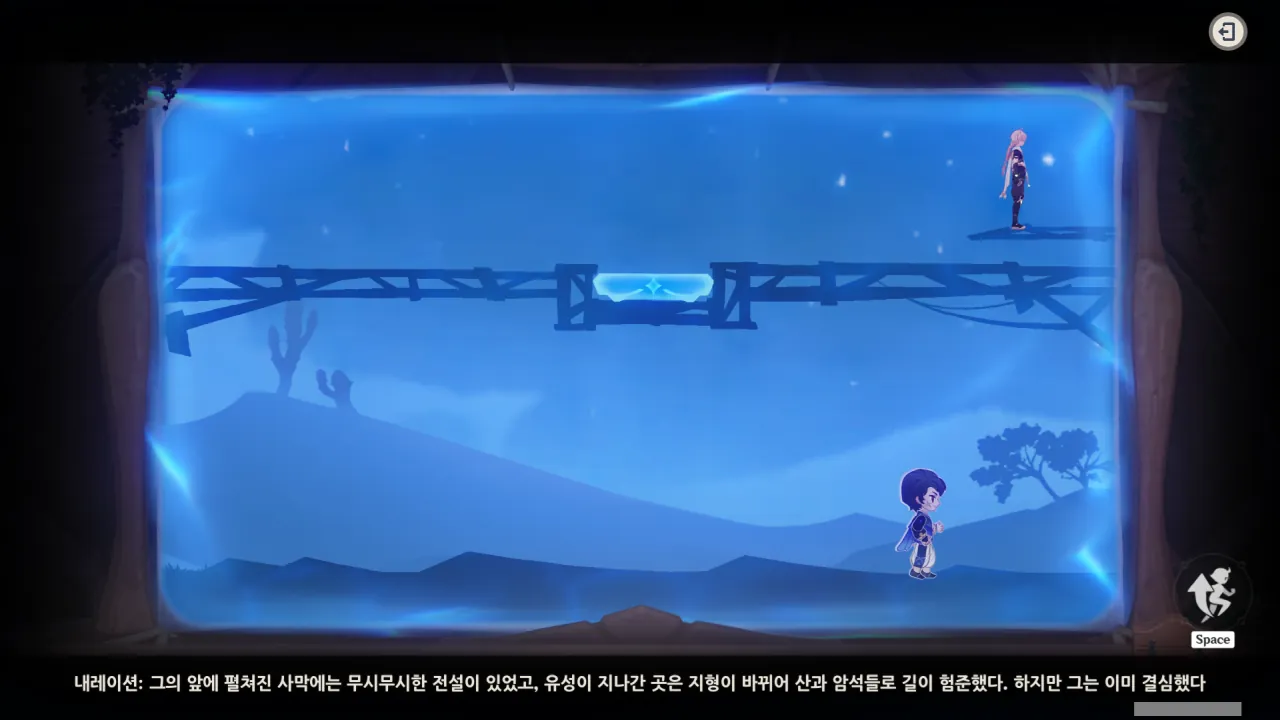 Space
내레이션: 그의 앞에 펼쳐진 사막에는 무시무시한 전설이 있었고, 유성이 지나간 곳은 지형이 바뀌어 산과 암석들로 길이 험준했다. 하지만 그는 이미 결심했다